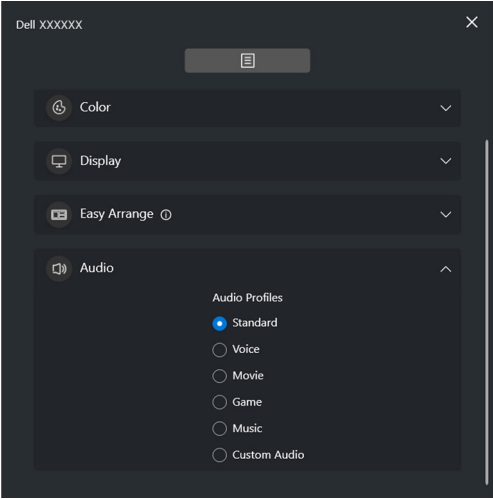 Dell XXXXXX
Color
Display
Easy Arrange
Audio
Audio Profiles
Standard
Voice
Movie
Game
Music
Custom Audio